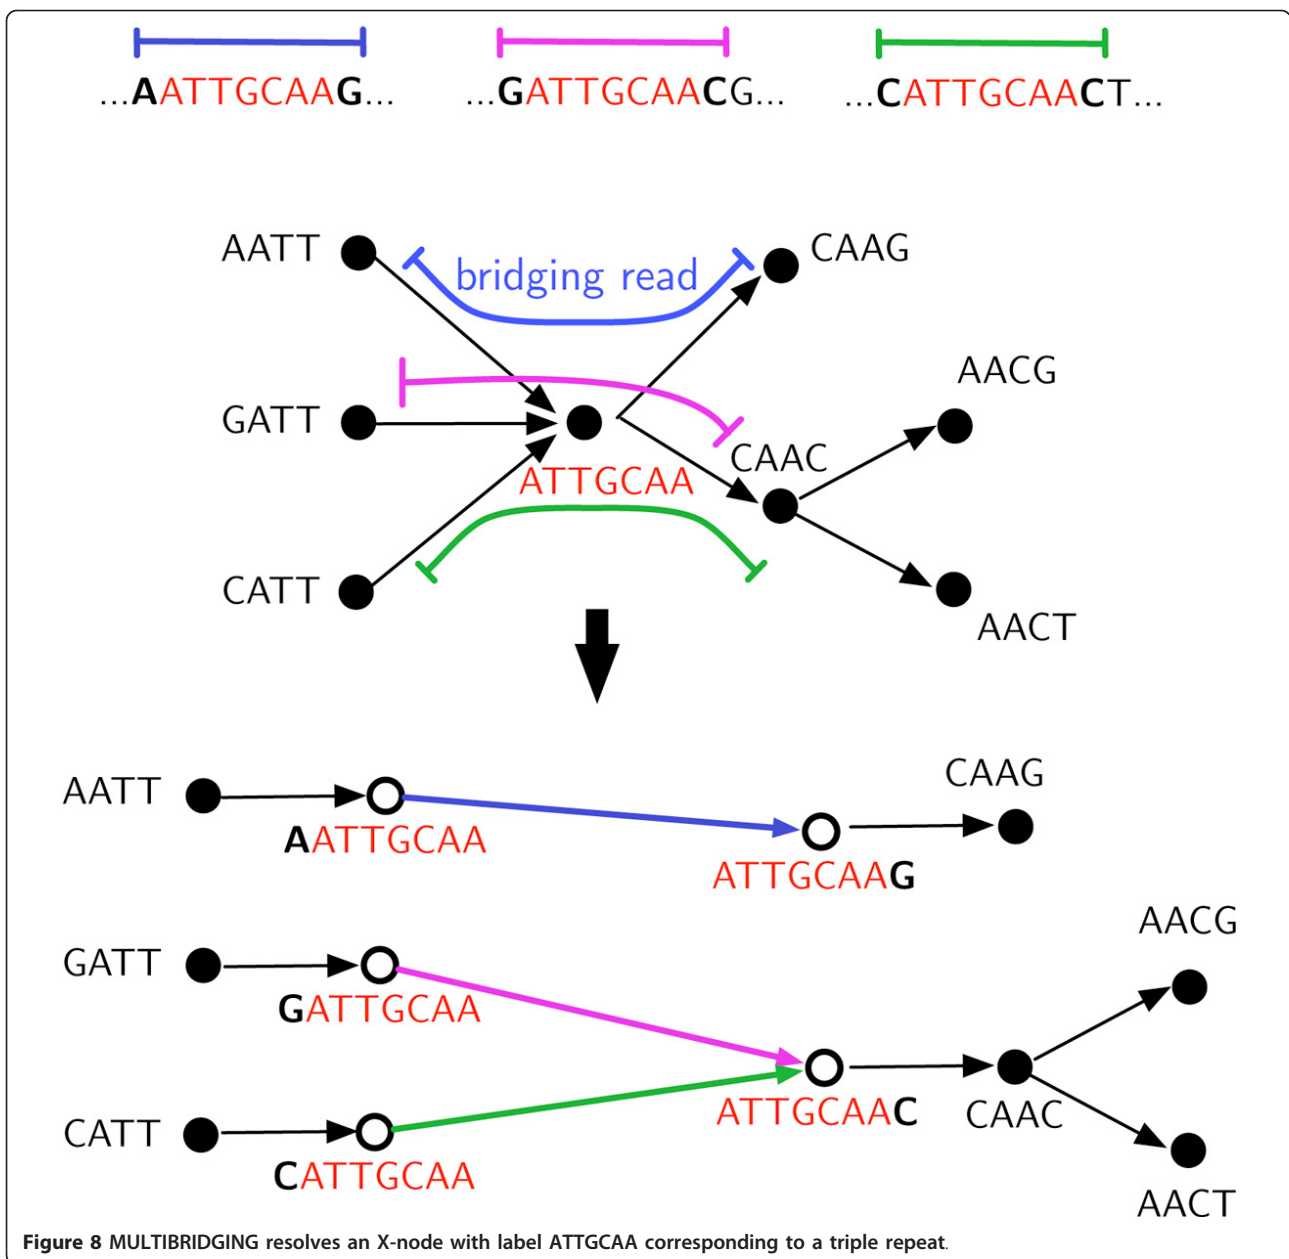 ...AATTGCAAG... ...GATTGCAACG... ...CATTGCAACT...
AATT CAAG
bridging read
AACG
GATT
CAAC
ATTGCAA
CATT
AACT
CAAG
AATT
AATTGCAA
ATTGCAAG
AACG
GATT
GATTGCAA
ATTGCAAC CAAC
CATT
CATTGCAA
AACT
Figure 8 MULTIBRIDGING resolves an X-node with label ATTGCAA corresponding to a triple repeat.